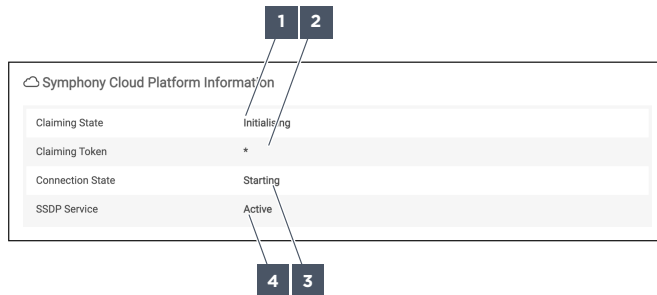 1 2
Symphony Cloud Platform Information
Claiming State Initialising
Claiming Token *
Connection State Starting
SSDP Service Active
4 3